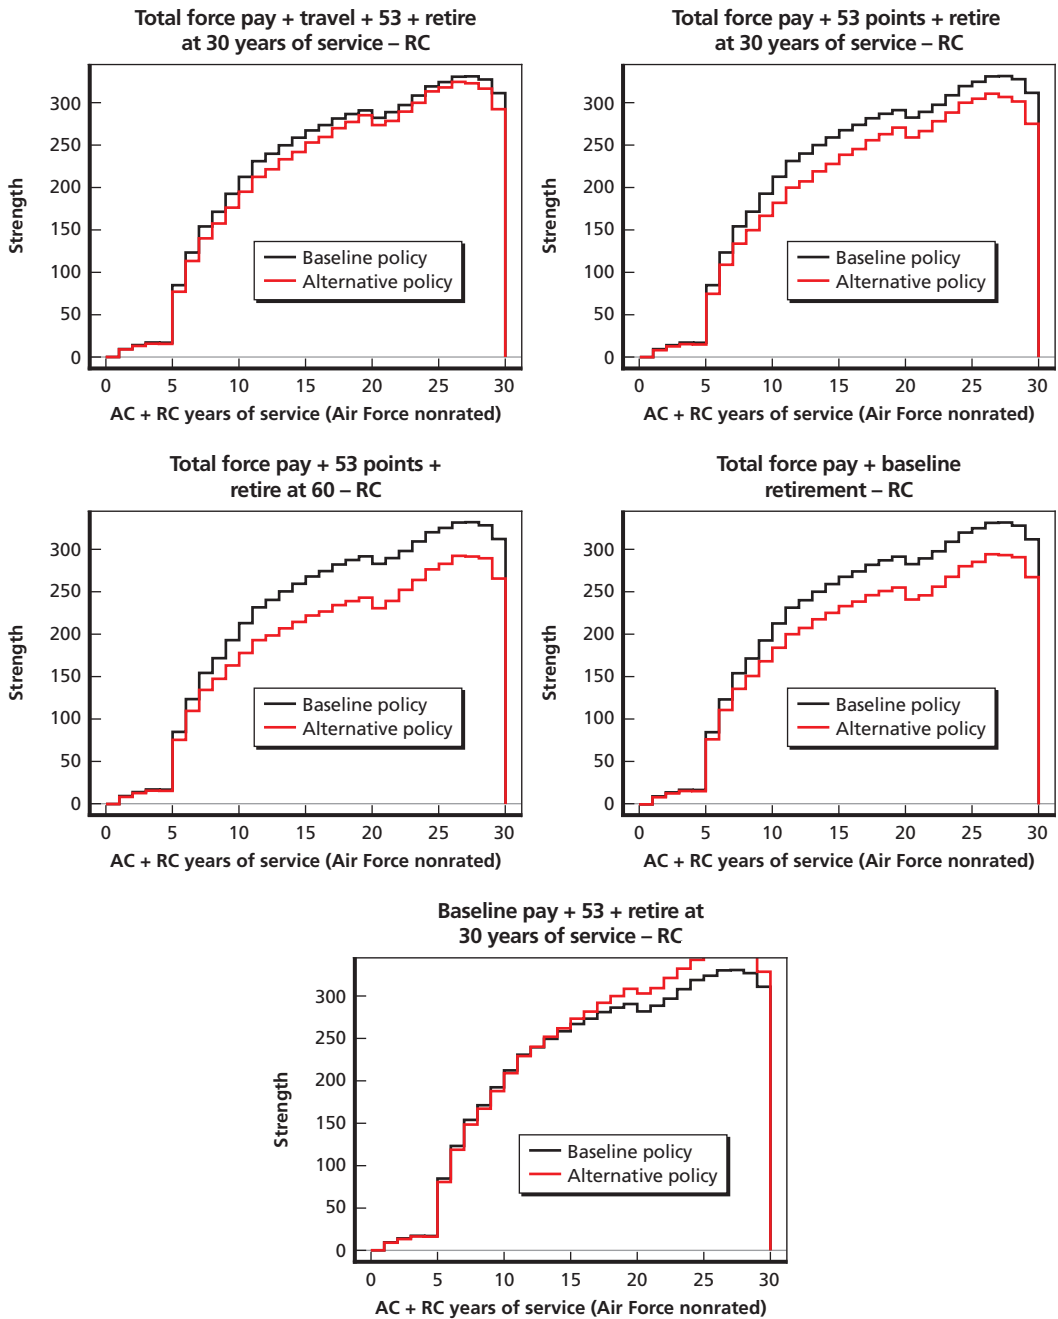 Total force pay + travel + 53 + retire
at 30 years of service – RC
300
250
200
150
100
50
0
Strength
Baseline policy
Alternative policy
0 5 10 15 20 25 30
AC + RC years of service (Air Force nonrated)
Total force pay + 53 points + retire
at 30 years of service – RC
300
250
200
150
100
50
0
Strength
Baseline policy
Alternative policy
0 5 10 15 20 25 30
AC + RC years of service (Air Force nonrated)
Total force pay + 53 points +
retire at 60 – RC
300
250
200
150
100
50
0
Strength
Baseline policy
Alternative policy
0 5 10 15 20 25 30
AC + RC years of service (Air Force nonrated)
Total force pay + baseline
retirement – RC
300
250
200
150
100
50
0
Strength
Baseline policy
Alternative policy
0 5 10 15 20 25 30
AC + RC years of service (Air Force nonrated)
Baseline pay + 53 + retire at
30 years of service – RC
300
250
200
150
100
50
0
Strength
Baseline policy
Alternative policy
0 5 10 15 20 25 30
AC + RC years of service (Air Force nonrated)